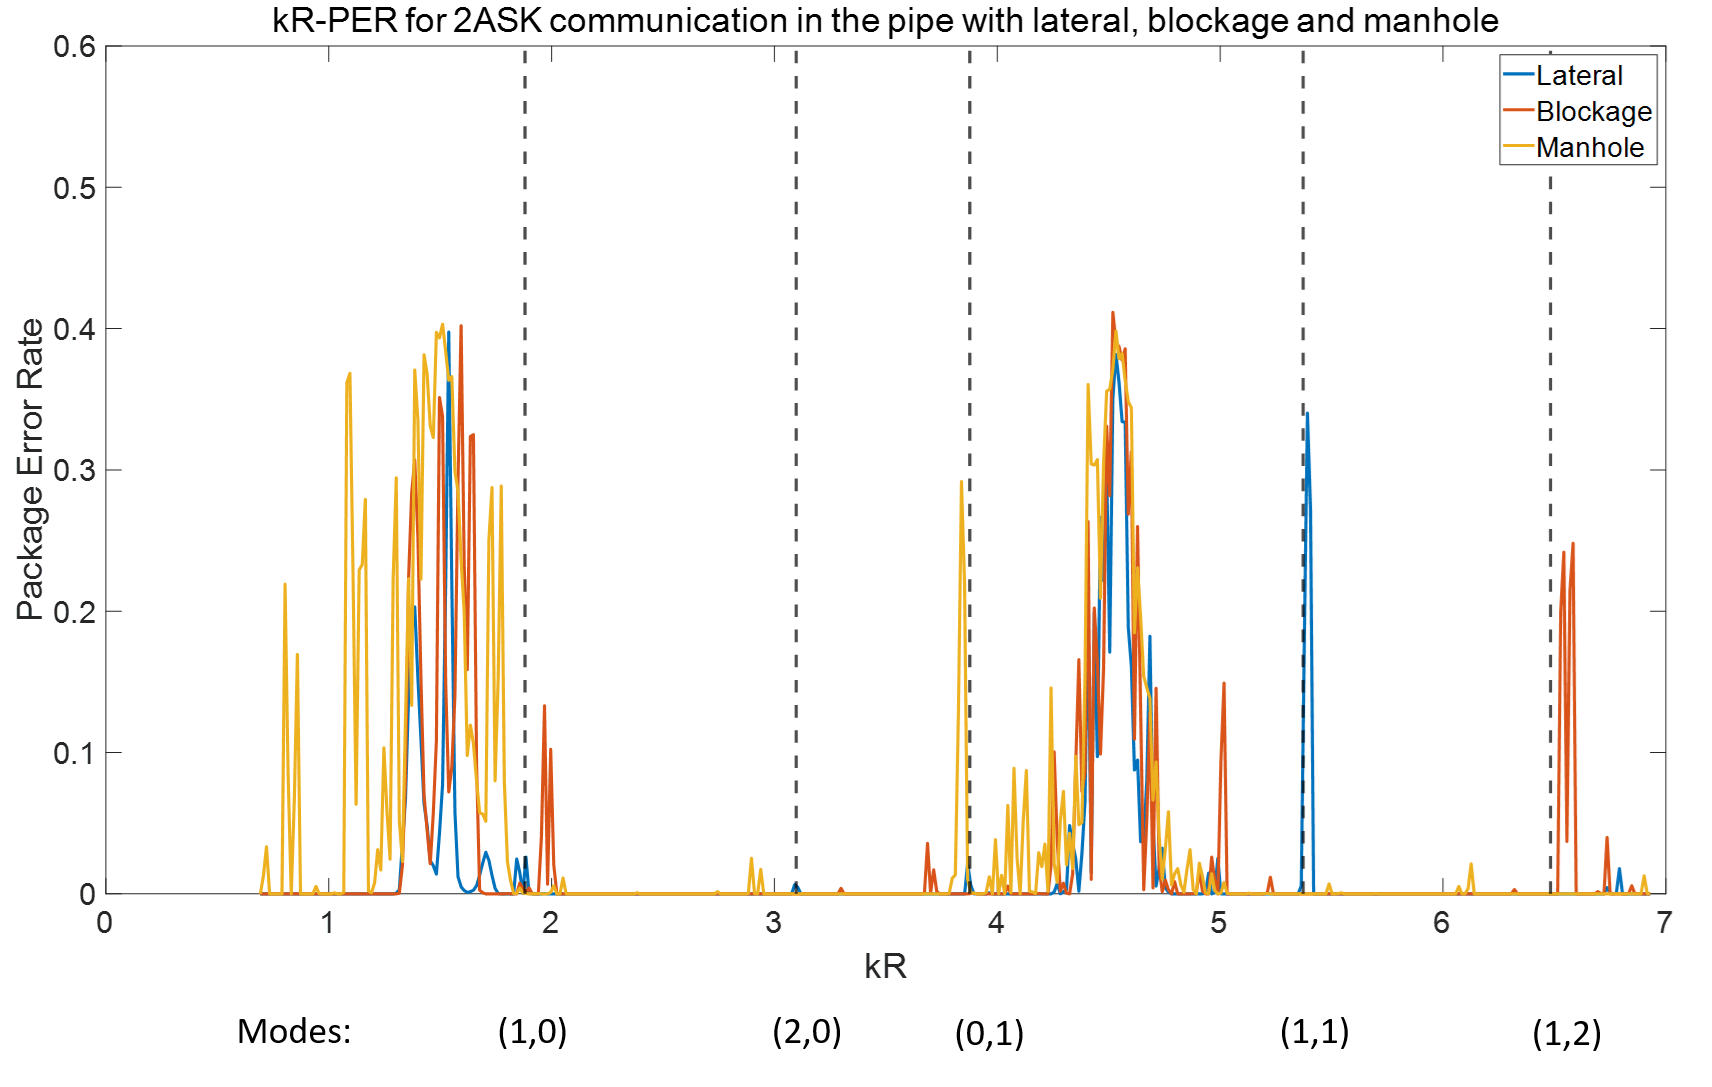 kR-PER for 2ASK communication in the pipe with lateral, blockage and manhole
Lateral
Blockage
Manhole
Package Error Rate
0.6
0.5
0.4
0.3
0.2
0.1
0
0 1 2 3 4 5 6 7
kR
Modes: (1,0) (2,0) (0,1) (1,1) (1,2)